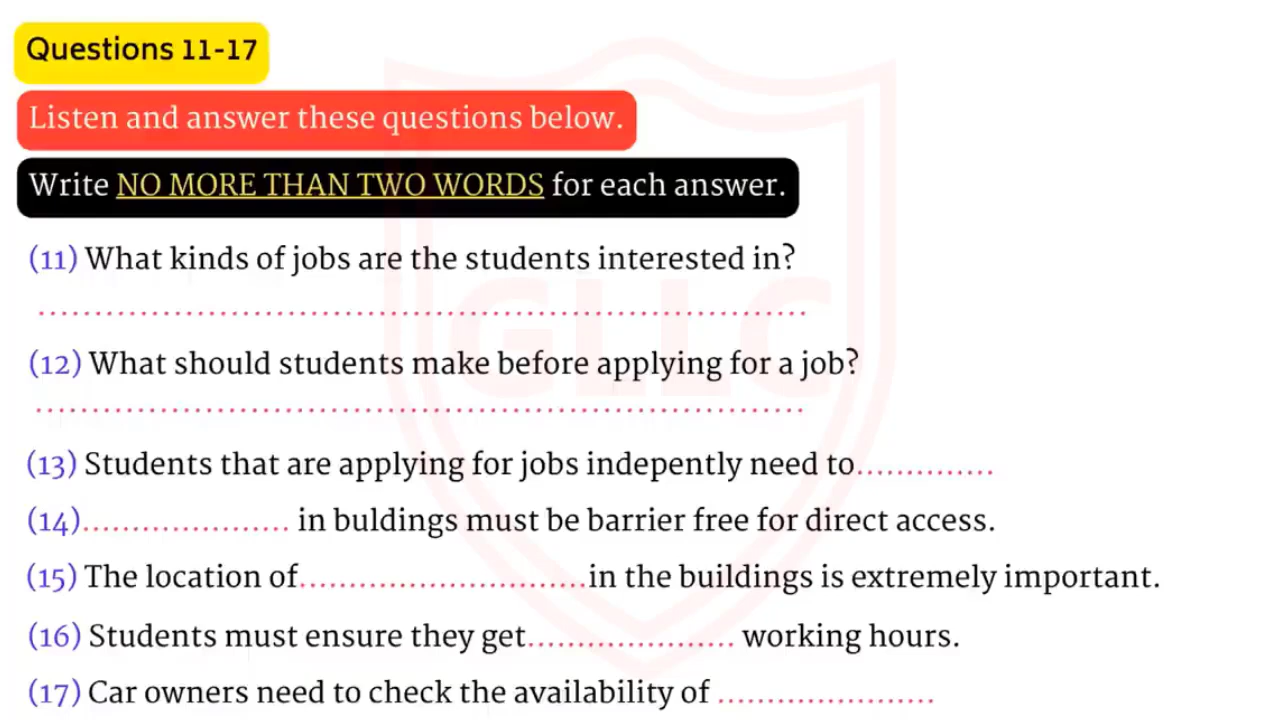 Questions 11-17
Listen and answer these questions below.
Write NO MORE THAN TWO WORDS for each answer.
(11) What kinds of jobs are the students interested in?
......................................................................
(12) What should students make before applying for a job?
......................................................................
(13) Students that are applying for jobs indepently need to..............
(14)..................... in buldings must be barrier free for direct access.
(15) The location of.............................in the buildings is extremely important.
(16) Students must ensure they get..................... working hours.
(17) Car owners need to check the availability of ......................
GLLC